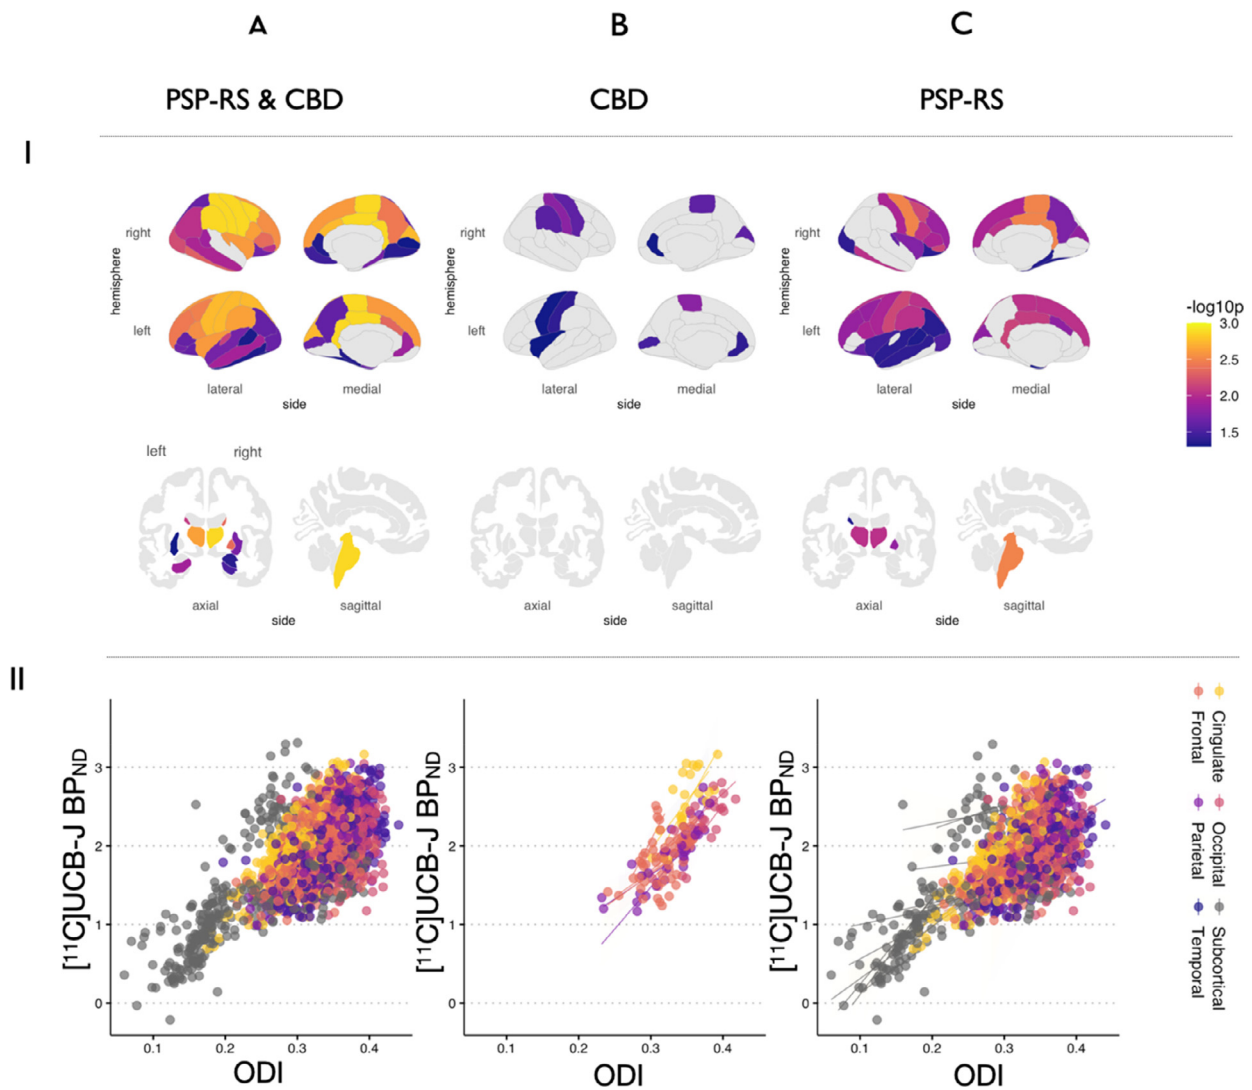 A B C
PSP-RS & CBD CBD PSP-RS
I
right right right
hemisphere hemisphere hemisphere
left left left
lateral medial lateral medial lateral medial
side side side
-log10p
3.0
2.5
2.0
1.5
left right
axial sagittal axial sagittal axial sagittal
side side side
II
[¹¹C]UCB-J BP_ND [¹¹C]UCB-J BP_ND [¹¹C]UCB-J BP_ND
3 3 3
2 2 2
1 1 1
0 0 0
0.1 0.2 0.3 0.4 0.1 0.2 0.3 0.4 0.1 0.2 0.3 0.4
ODI ODI ODI
Cingulate Occipital Subcortical
Frontal Parietal Temporal